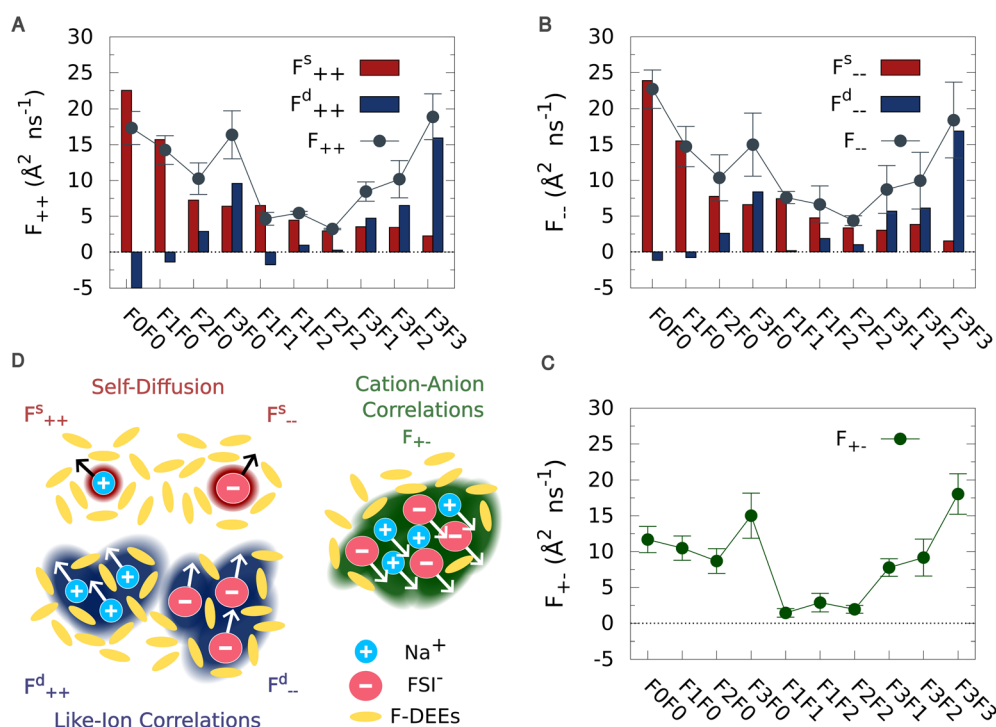 A
30
25
20
15
10
5
0
-5
F++ (Å² ns⁻¹)
Fˢ++
Fᵈ++
F++
F0F0
F1F0
F2F0
F3F0
F1F1
F1F2
F2F2
F3F1
F3F2
F3F3
B
30
25
20
15
10
5
0
-5
F-- (Å² ns⁻¹)
Fˢ--
Fᵈ--
F--
F0F0
F1F0
F2F0
F3F0
F1F1
F1F2
F2F2
F3F1
F3F2
F3F3
D
Self-Diffusion
Fˢ++
Fˢ--
+
−
Cation-Anion
Correlations
F+-
− +
+ + −
− + −
+ +
+
− −
−
Fᵈ++
Fᵈ--
Like-Ion Correlations
+ Na⁺
− FSI⁻
F-DEEs
C
30
25
20
15
10
5
0
-5
F+- (Å² ns⁻¹)
F+-
F0F0
F1F0
F2F0
F3F0
F1F1
F1F2
F2F2
F3F1
F3F2
F3F3